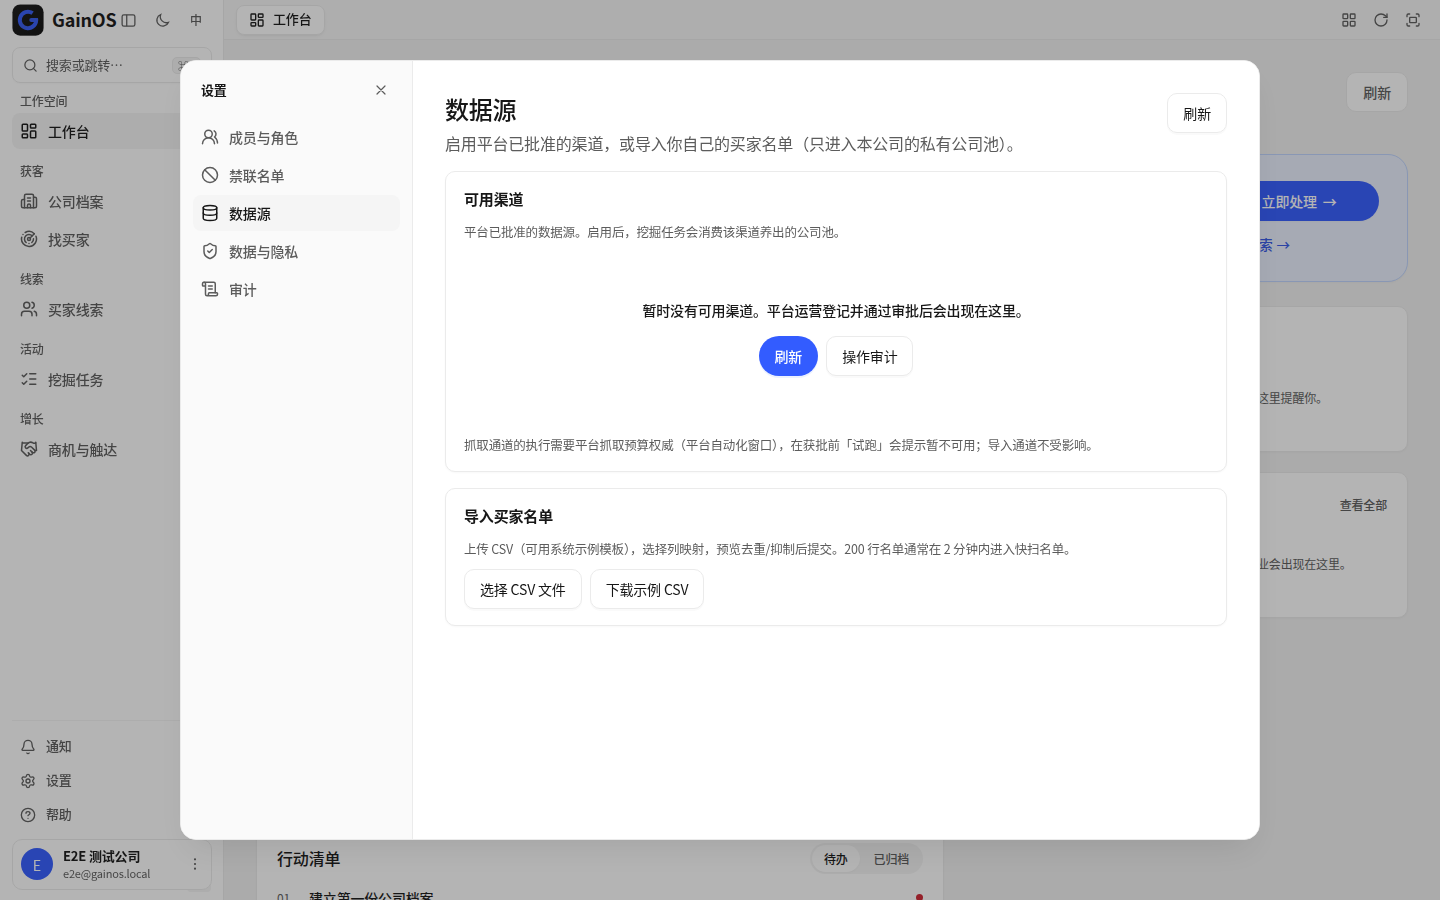 GainOS
中
工作台
搜索或跳转…
刷新
工作空间
工作台
获客
公司档案
找买家
线索
买家线索
活动
挖掘任务
增长
商机与触达
通知
设置
帮助
E
E2E 测试公司
e2e@gainos.local
设置
成员与角色
禁联名单
数据源
数据与隐私
审计
数据源
刷新
启用平台已批准的渠道，或导入你自己的买家名单（只进入本公司的私有公司池）。
可用渠道
平台已批准的数据源。启用后，挖掘任务会消费该渠道养出的公司池。
暂时没有可用渠道。平台运营登记并通过审批后会出现在这里。
刷新
操作审计
抓取通道的执行需要平台抓取预算权威（平台自动化窗口），在获批前「试跑」会提示暂不可用；导入通道不受影响。
导入买家名单
上传 CSV（可用系统示例模板），选择列映射，预览去重/抑制后提交。200 行名单通常在 2 分钟内进入快扫名单。
选择 CSV 文件
下载示例 CSV
立即处理 →
索 →
这里提醒你。
查看全部
业会出现在这里。
行动清单
待办
已归档
01
建立第一份公司档案